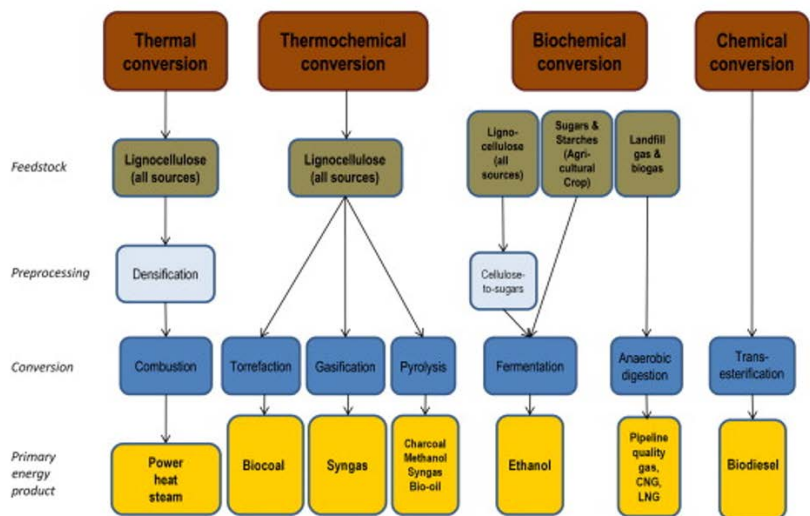 Thermal
conversion
Thermochemical
conversion
Biochemical
conversion
Chemical
conversion
Feedstock
Lignocellulose
(all sources)
Lignocellulose
(all sources)
Ligno-
cellulose
(all
sources)
Sugars &
Starches
(Agri-
cultural
Crop)
Landfill
gas &
biogas
Preprocessing
Densification
Cellulose-
to-sugars
Conversion
Combustion
Torrefaction
Gasification
Pyrolysis
Fermentation
Anaerobic
digestion
Trans-
esterification
Primary
energy
product
Power
heat
steam
Biocoal
Syngas
Charcoal
Methanol
Syngas
Bio-oil
Ethanol
Pipeline
quality
gas,
CNG,
LNG
Biodiesel